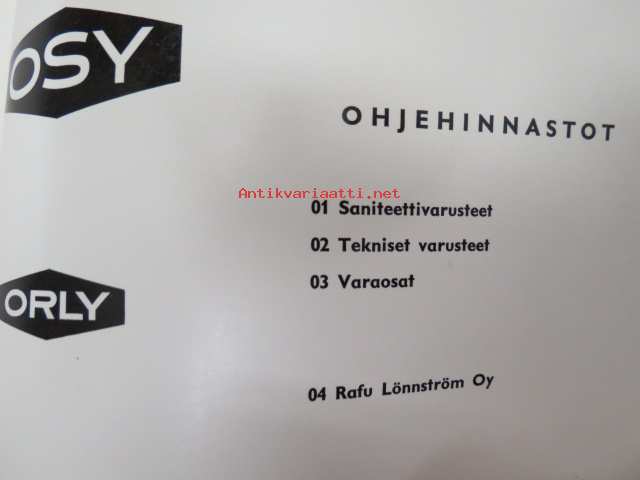 OSY
OHJEHINNASTOT
Antikvariaatti.net
01 Saniteettivarusteet
02 Tekniset varusteet
03 Varaosat
ORLY
04 Rafu Lönnström Oy